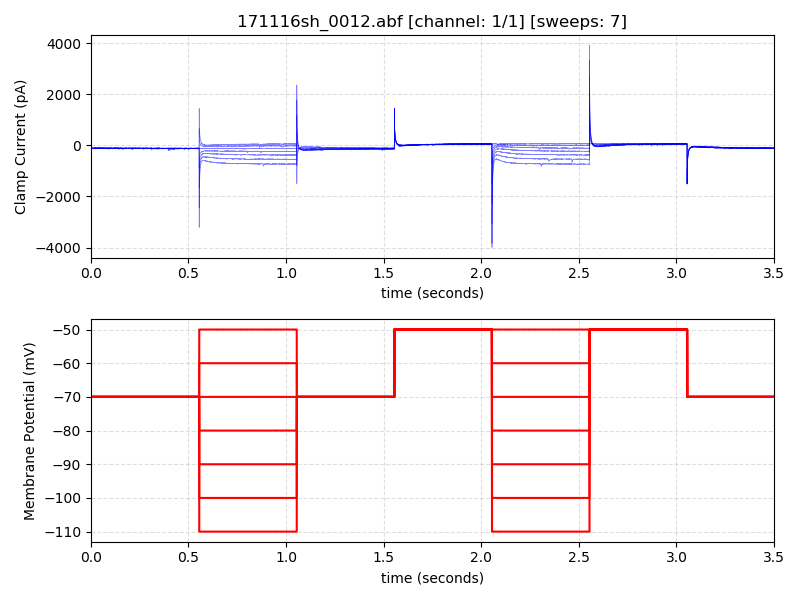 171116sh_0012.abf [channel: 1/1] [sweeps: 7]
Clamp Current (pA)
4000
2000
0
−2000
−4000
0.0 0.5 1.0 1.5 2.0 2.5 3.0 3.5
time (seconds)
Membrane Potential (mV)
−50
−60
−70
−80
−90
−100
−110
0.0 0.5 1.0 1.5 2.0 2.5 3.0 3.5
time (seconds)